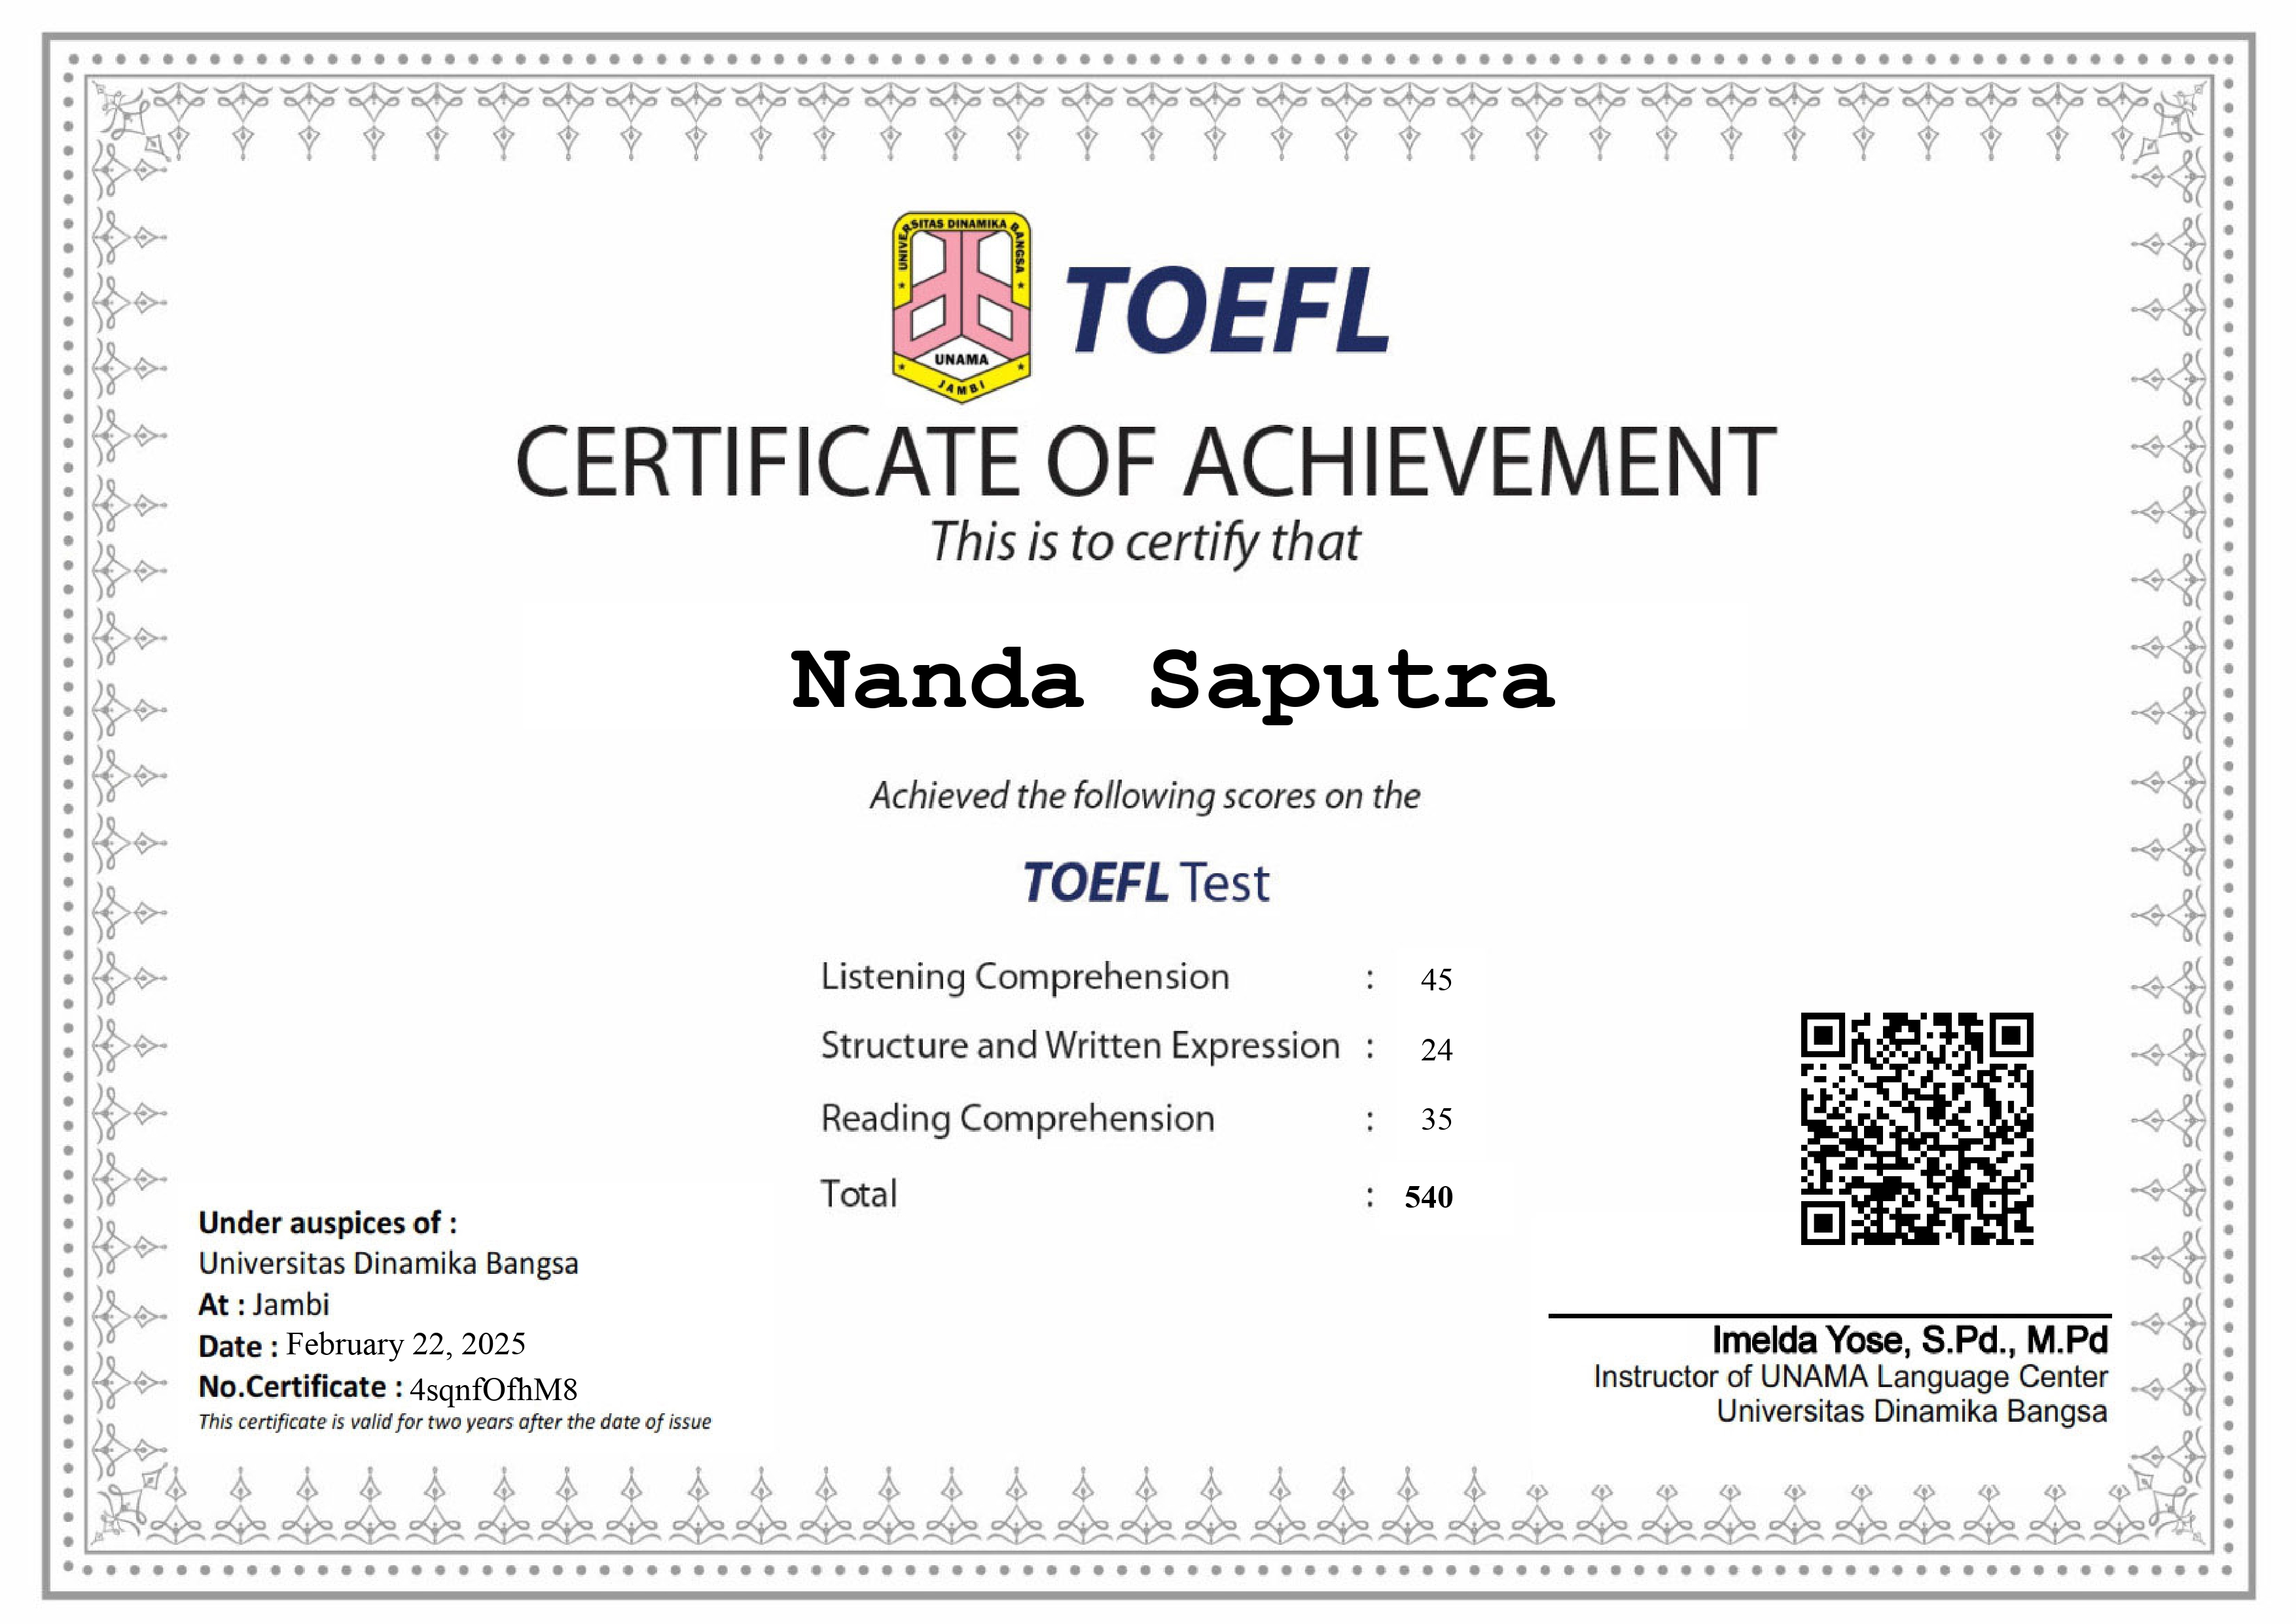 UNIVERSITAS DINAMIKA BANGSA
UNAMA
JAMBI
TOEFL
CERTIFICATE OF ACHIEVEMENT
This is to certify that
Nanda Saputra
Achieved the following scores on the
TOEFL Test
Listening Comprehension : 45
Structure and Written Expression : 24
Reading Comprehension : 35
Total : 540
Under auspices of :
Universitas Dinamika Bangsa
At : Jambi
Date : February 22, 2025
No.Certificate : 4sqnfOfhM8
This certificate is valid for two years after the date of issue
Imelda Yose, S.Pd., M.Pd
Instructor of UNAMA Language Center
Universitas Dinamika Bangsa